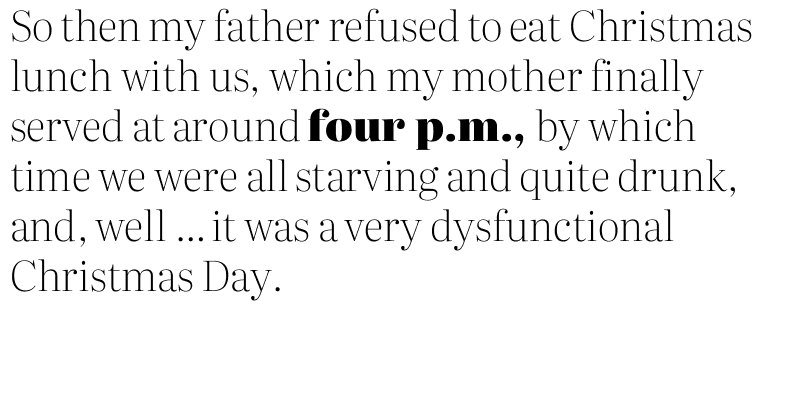 So then my father refused to eat Christmas
lunch with us, which my mother finally
served at around four p.m., by which
time we were all starving and quite drunk,
and, well ... it was a very dysfunctional
Christmas Day.